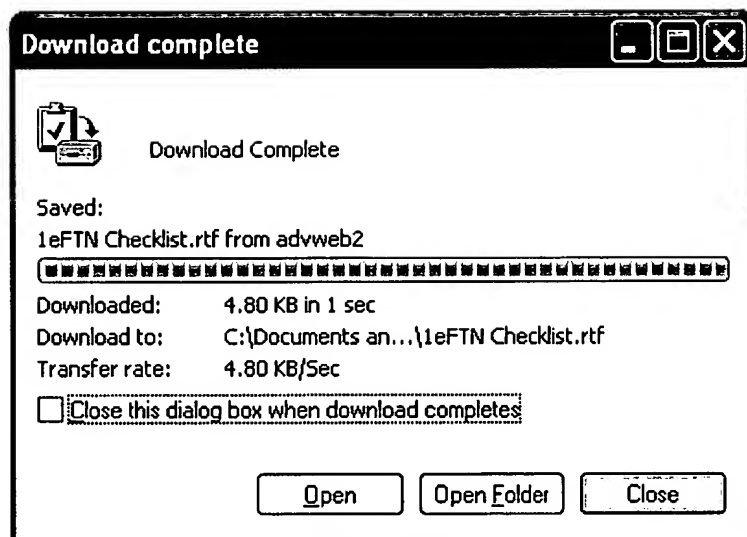 Download complete
Download Complete
Saved:
1eFTN Checklist.rtf from advweb2
Downloaded: 4.80 KB in 1 sec
Download to: C:\Documents an...\1eFTN Checklist.rtf
Transfer rate: 4.80 KB/Sec
Close this dialog box when download completes
Open Open Folder Close